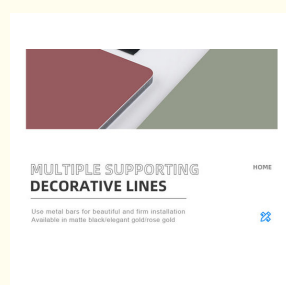 MULTIPLE SUPPORTING
HOME
DECORATIVE LINES
Use metal bars for beautiful and firm installation
Available in matte black/elegant gold/rose gold